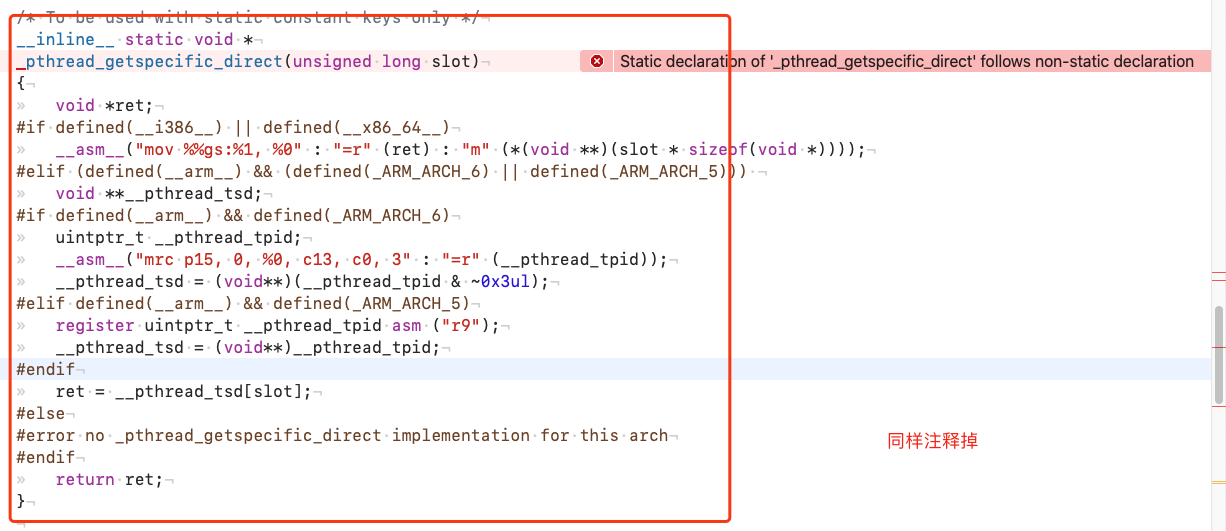 /* To be used with static constant keys only */
__inline__ static void *
_pthread_getspecific_direct(unsigned long slot)
Static declaration of '_pthread_getspecific_direct' follows non-static declaration
{
void *ret;
#if defined(__i386__) || defined(__x86_64__)
__asm__("mov %%gs:%1, %0" : "=r" (ret) : "m" (*(void **)(slot * sizeof(void *))));
#elif (defined(__arm__) && (defined(_ARM_ARCH_6) || defined(_ARM_ARCH_5)))
void **__pthread_tsd;
#if defined(__arm__) && defined(_ARM_ARCH_6)
uintptr_t __pthread_tpid;
__asm__("mrc p15, 0, %0, c13, c0, 3" : "=r" (__pthread_tpid));
__pthread_tsd = (void**)(__pthread_tpid & ~0x3ul);
#elif defined(__arm__) && defined(_ARM_ARCH_5)
register uintptr_t __pthread_tpid asm ("r9");
__pthread_tsd = (void**)__pthread_tpid;
#endif
ret = __pthread_tsd[slot];
#else
#error no _pthread_getspecific_direct implementation for this arch
同样注释掉
#endif
return ret;
}